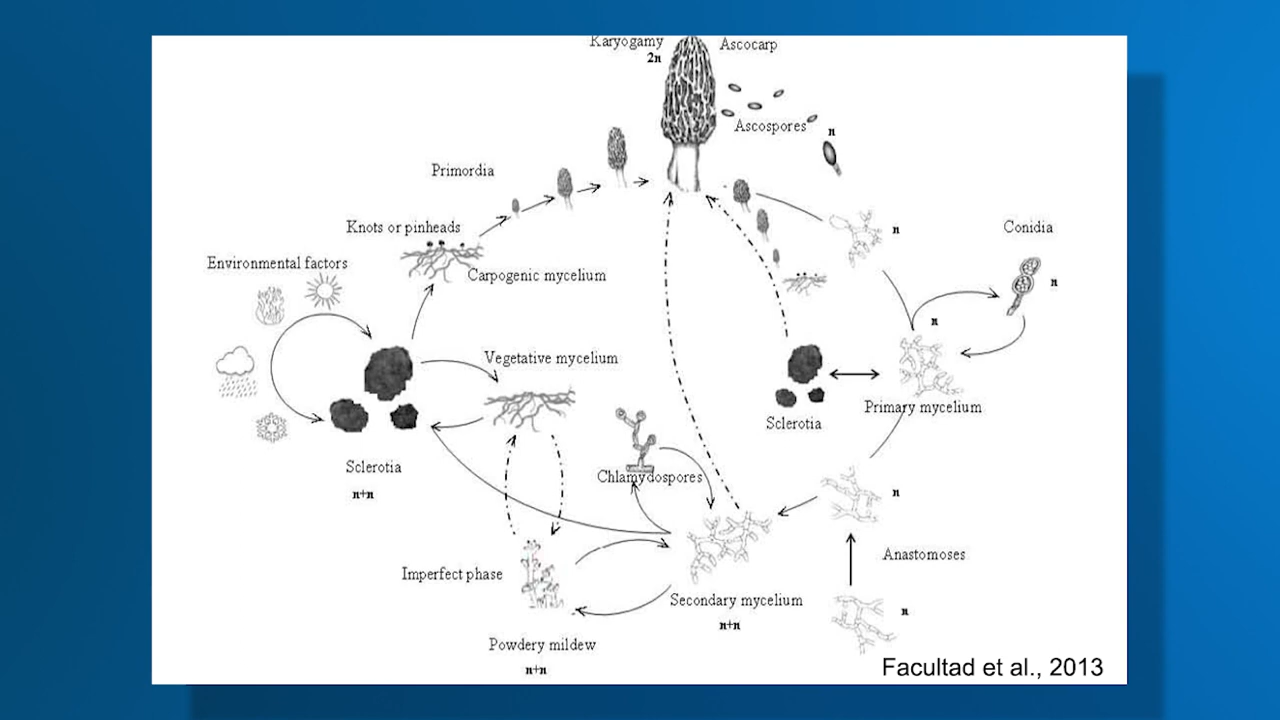 Karyogamy
2n
Ascocarp
Ascospores
n
Primordia
Knots or pinheads
n
Conidia
Environmental factors
Carpogenic mycelium
n
n
Vegetative mycelium
Primary mycelium
Sclerotia
Sclerotia
n+n
Chlamydospores
n
Anastomoses
Imperfect phase
Secondary mycelium
n
n+n
Powdery mildew
n+n
Facultad et al., 2013